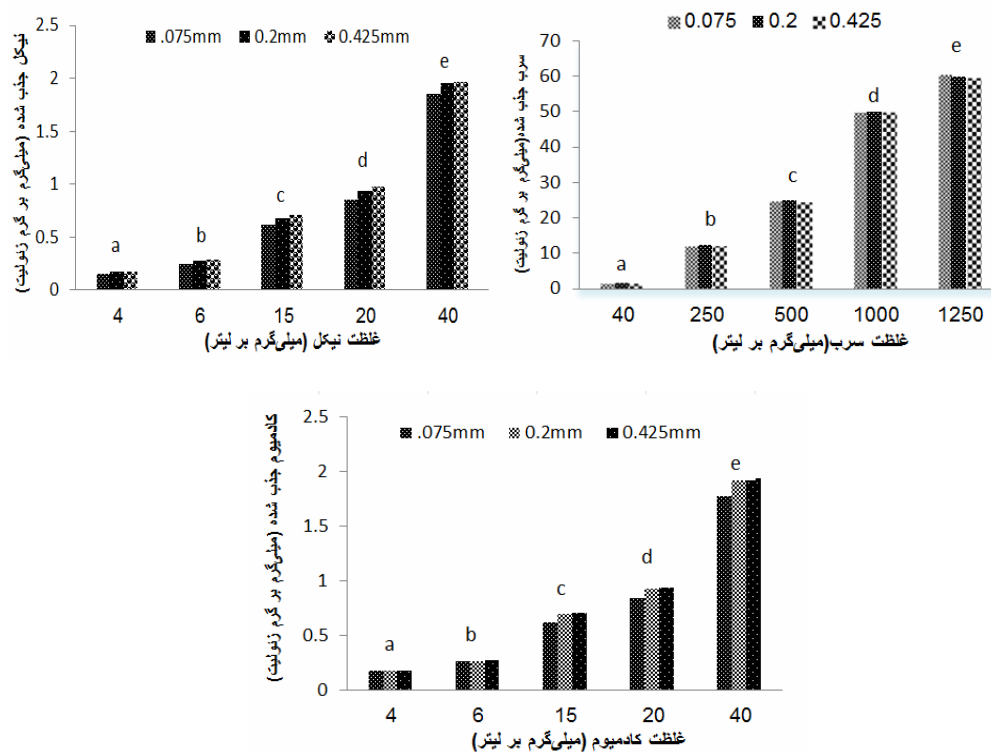 نیکل جذب شده (میلی‌گرم بر گرم زئولیت)
.075mm 0.2mm 0.425mm
2.5
2
1.5
1
0.5
0
a b c d e
4 6 15 20 40
غلظت نیکل (میلی‌گرم بر لیتر)
سرب جذب شده(میلی‌گرم بر گرم زئولیت)
0.075 0.2 0.425
70
60
50
40
30
20
10
0
a b c d e
40 250 500 1000 1250
غلظت سرب(میلی‌گرم بر لیتر)
کادمیوم جذب شده (میلی‌گرم بر گرم زئولیت)
.075mm 0.2mm 0.425mm
2.5
2
1.5
1
0.5
0
a b c d e
4 6 15 20 40
غلظت کادمیوم (میلی‌گرم بر لیتر)